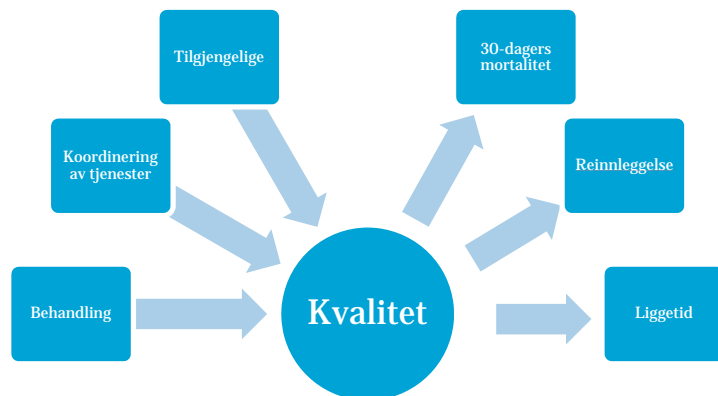 Tilgjengelige
30-dagers
mortalitet
Koordinering
av tjenester
Reinnleggelse
Behandling
Kvalitet
Liggetid